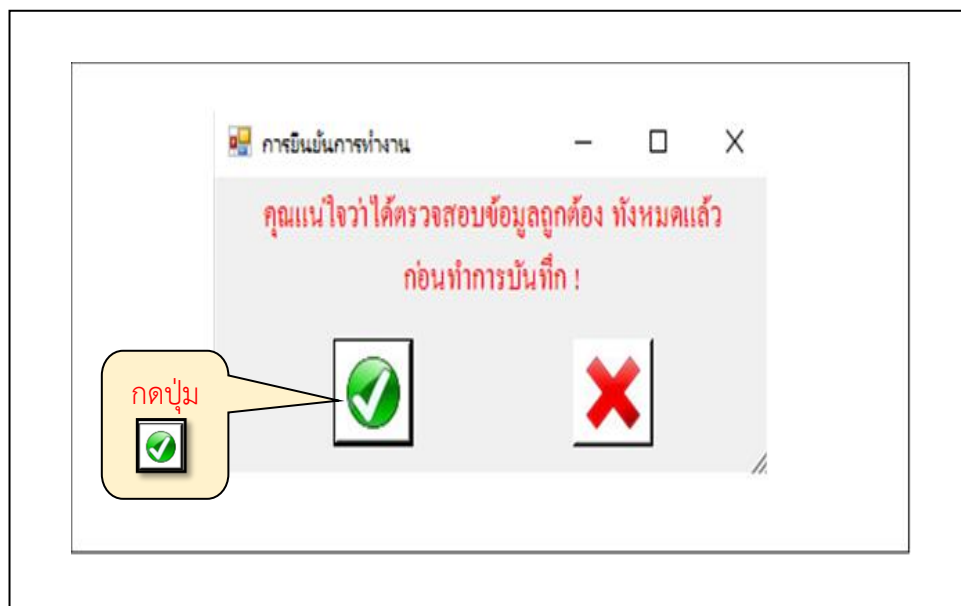 การยืนยันการทำงาน
คุณแน่ใจว่าได้ตรวจสอบข้อมูลถูกต้อง ทั้งหมดแล้ว
ก่อนทำการบันทึก !
กดปุ่ม